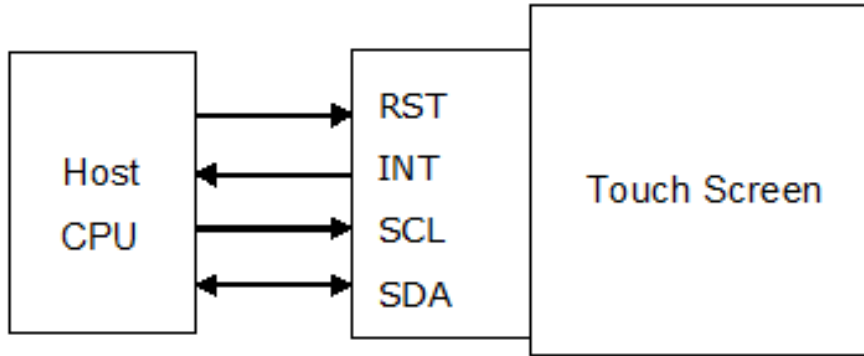 Host
CPU
RST
INT
SCL
SDA
Touch Screen